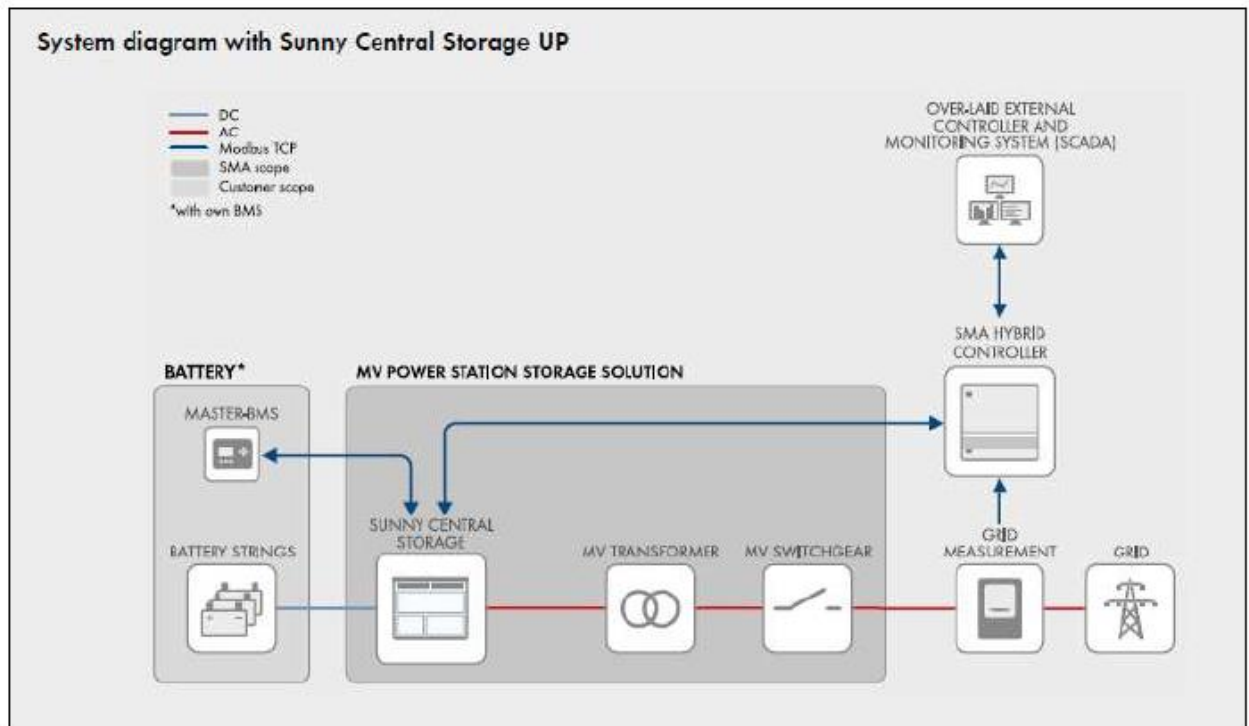 System diagram with Sunny Central Storage UP
DC
AC
Modbus TCP
SMA scope
Customer scope
*with own BMS
OVER-LAID EXTERNAL
CONTROLLER AND
MONITORING SYSTEM (SCADA)
SMA HYBRID
CONTROLLER
BATTERY*
MV POWER STATION STORAGE SOLUTION
MASTER-BMS
SUNNY CENTRAL
STORAGE
BATTERY STRINGS
MV TRANSFORMER
MV SWITCHGEAR
GRID
MEASUREMENT
GRID